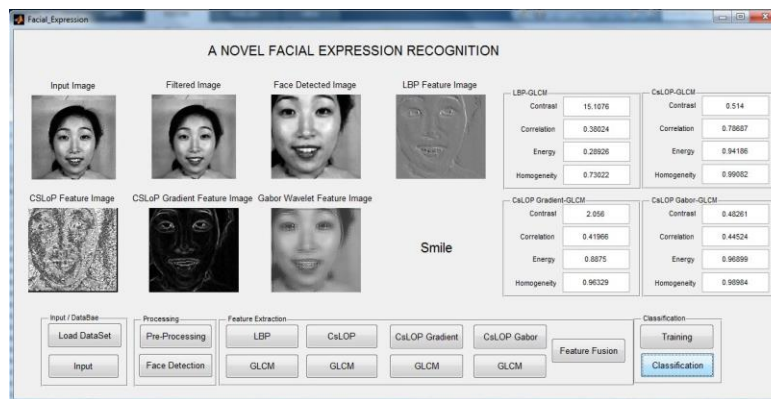 Facial_Expression
A NOVEL FACIAL EXPRESSION RECOGNITION
Input Image
Filtered Image
Face Detected Image
LBP Feature Image
CSLoP Feature Image
CSLoP Gradient Feature Image
Gabor Wavelet Feature Image
Smile
LBP-GLCM
Contrast 15.1076
Correlation 0.38024
Energy 0.28926
Homogeneity 0.73022
CsLOP-GLCM
Contrast 0.514
Correlation 0.78687
Energy 0.94186
Homogeneity 0.99082
CsLOP Gradient-GLCM
Contrast 2.056
Correlation 0.41966
Energy 0.8875
Homogeneity 0.96329
CsLOP Gabor-GLCM
Contrast 0.48261
Correlation 0.44524
Energy 0.96899
Homogeneity 0.98984
Input / DataBae
Load DataSet
Input
Processing
Pre-Processing
Face Detection
Feature Extraction
LBP
CsLOP
CsLOP Gradient
CsLOP Gabor
GLCM
GLCM
GLCM
GLCM
Feature Fusion
Classification
Training
Classification